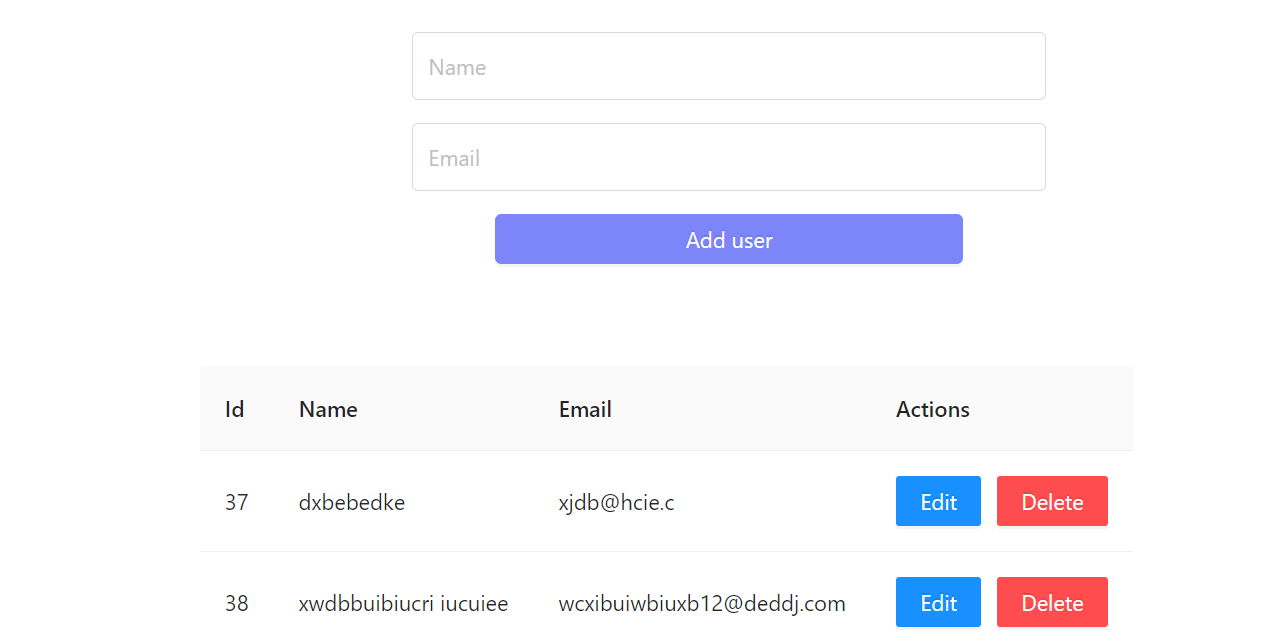 Name
Email
Add user
Id Name Email Actions
37 dxbebedke xjdb@hcie.c Edit Delete
38 xwdbbuibiucri iucuiee wcxibuiwbiuxb12@deddj.com Edit Delete